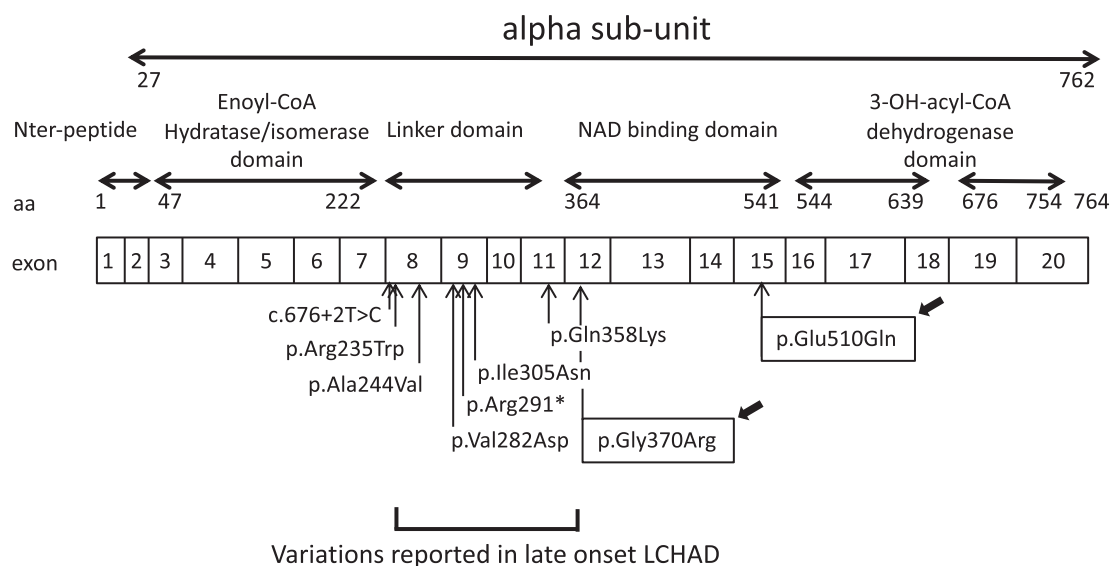 alpha sub-unit
27 762
Enoyl-CoA
Hydratase/isomerase
domain
Nter-peptide
Linker domain
NAD binding domain
3-OH-acyl-CoA
dehydrogenase
domain
aa 1 47 222 364 541 544 639 676 754 764
exon 1 2 3 4 5 6 7 8 9 10 11 12 13 14 15 16 17 18 19 20
c.676+2T>C
p.Arg235Trp
p.Ala244Val
p.Gln358Lys
p.Glu510Gln
p.Ile305Asn
p.Arg291*
p.Val282Asp
p.Gly370Arg
Variations reported in late onset LCHAD